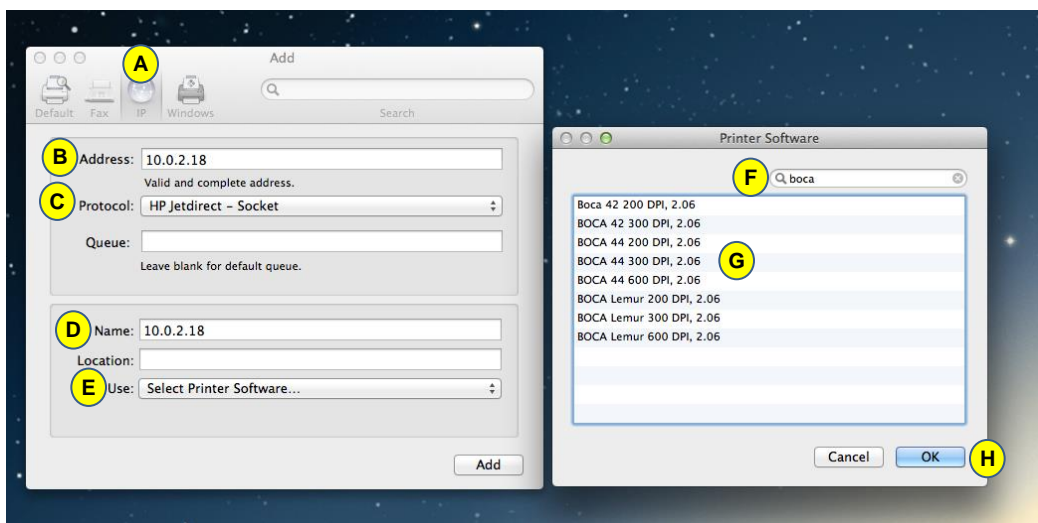 Add
A
Default Fax IP Windows
Search
B Address: 10.0.2.18
Valid and complete address.
C Protocol: HP Jetdirect – Socket
Queue:
Leave blank for default queue.
D Name: 10.0.2.18
Location:
E Use: Select Printer Software...
Add
Printer Software
F boca
Boca 42 200 DPI, 2.06
BOCA 42 300 DPI, 2.06
BOCA 44 200 DPI, 2.06
BOCA 44 300 DPI, 2.06 G
BOCA 44 600 DPI, 2.06
BOCA Lemur 200 DPI, 2.06
BOCA Lemur 300 DPI, 2.06
BOCA Lemur 600 DPI, 2.06
Cancel OK H